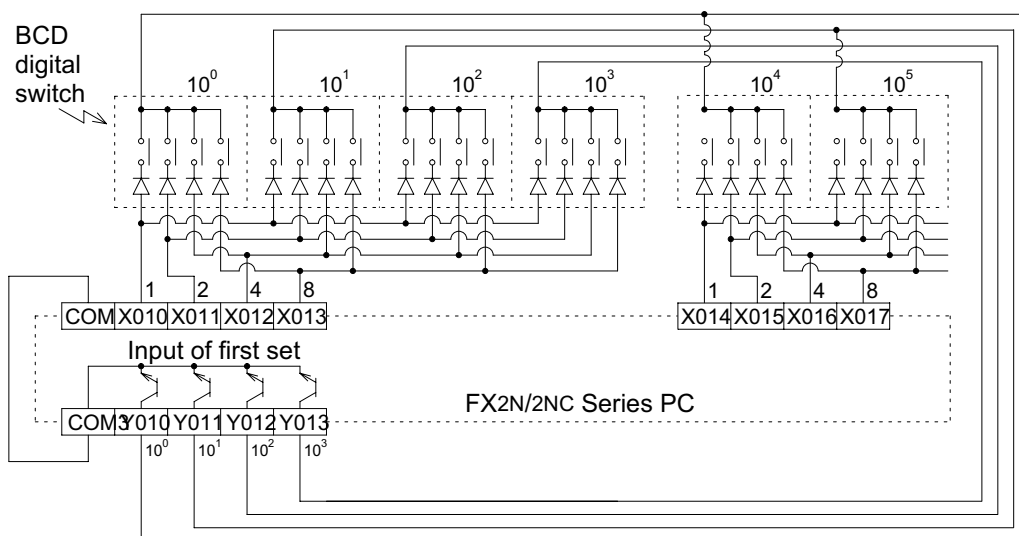 BCD
digital
switch
10⁰ 10¹ 10² 10³ 10⁴ 10⁵
1 2 4 8 1 2 4 8
COM X010 X011 X012 X013 X014 X015 X016 X017
Input of first set
FX2N/2NC Series PC
COM3 Y010 Y011 Y012 Y013
10⁰ 10¹ 10² 10³